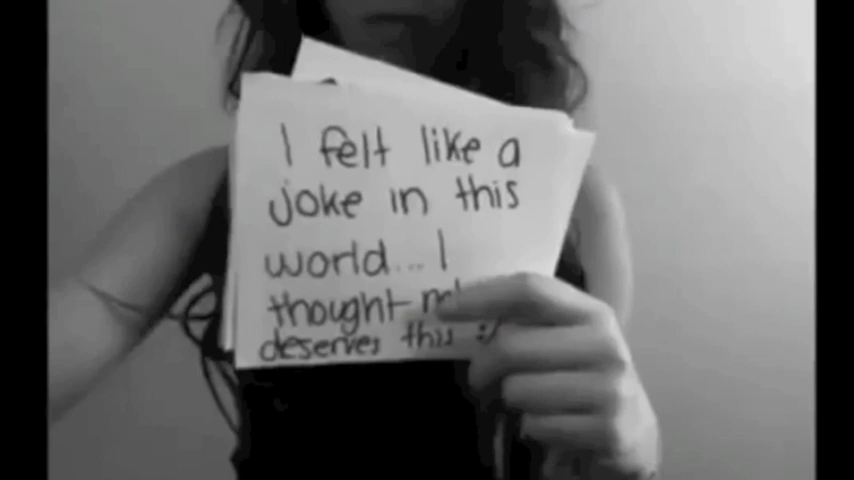 I felt like a
joke in this
world... I
thought
deserves this :/